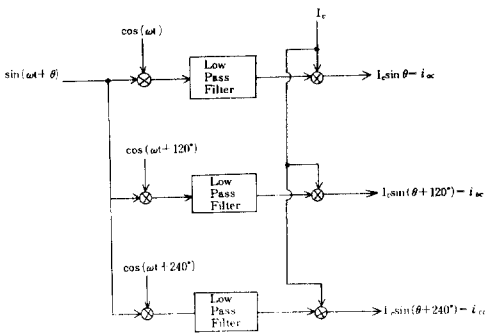 I_c
cos(ωt)
sin(ωt+ θ)
Low
Pass
Filter
I_c sin θ= i_ac
cos(ωt+120°)
Low
Pass
Filter
I_c sin(θ+120°)= i_bc
cos(ωt+240°)
Low
Pass
Filter
I_c sin(θ+240°)= i_cc